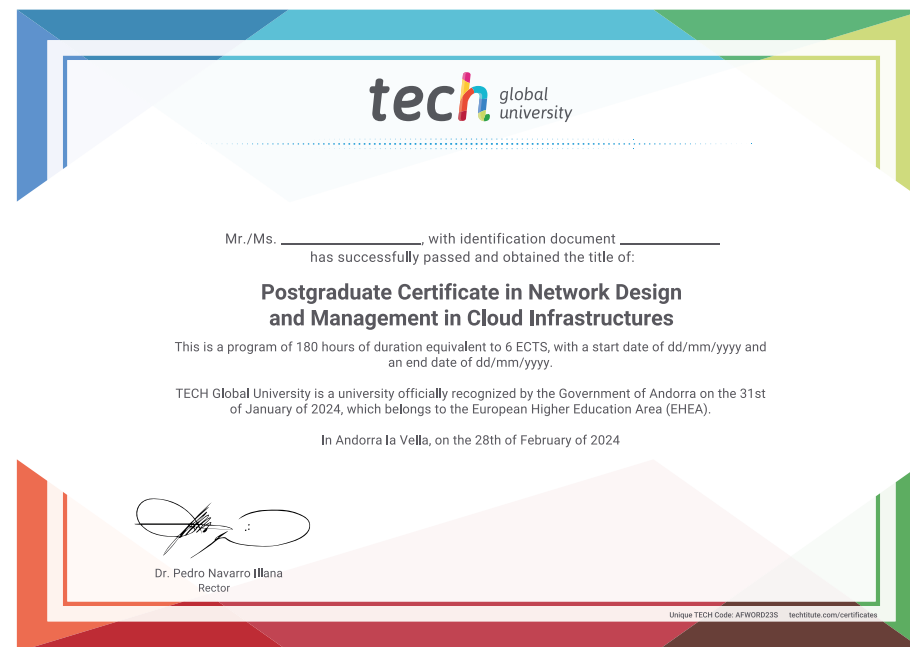 tech global
university
Mr./Ms. ____________________, with identification document ______________
has successfully passed and obtained the title of:
Postgraduate Certificate in Network Design
and Management in Cloud Infrastructures
This is a program of 180 hours of duration equivalent to 6 ECTS, with a start date of dd/mm/yyyy and
an end date of dd/mm/yyyy.
TECH Global University is a university officially recognized by the Government of Andorra on the 31st
of January of 2024, which belongs to the European Higher Education Area (EHEA).
In Andorra la Vella, on the 28th of February of 2024
Dr. Pedro Navarro Illana
Rector
Unique TECH Code: AFWORD23S techtitute.com/certificates